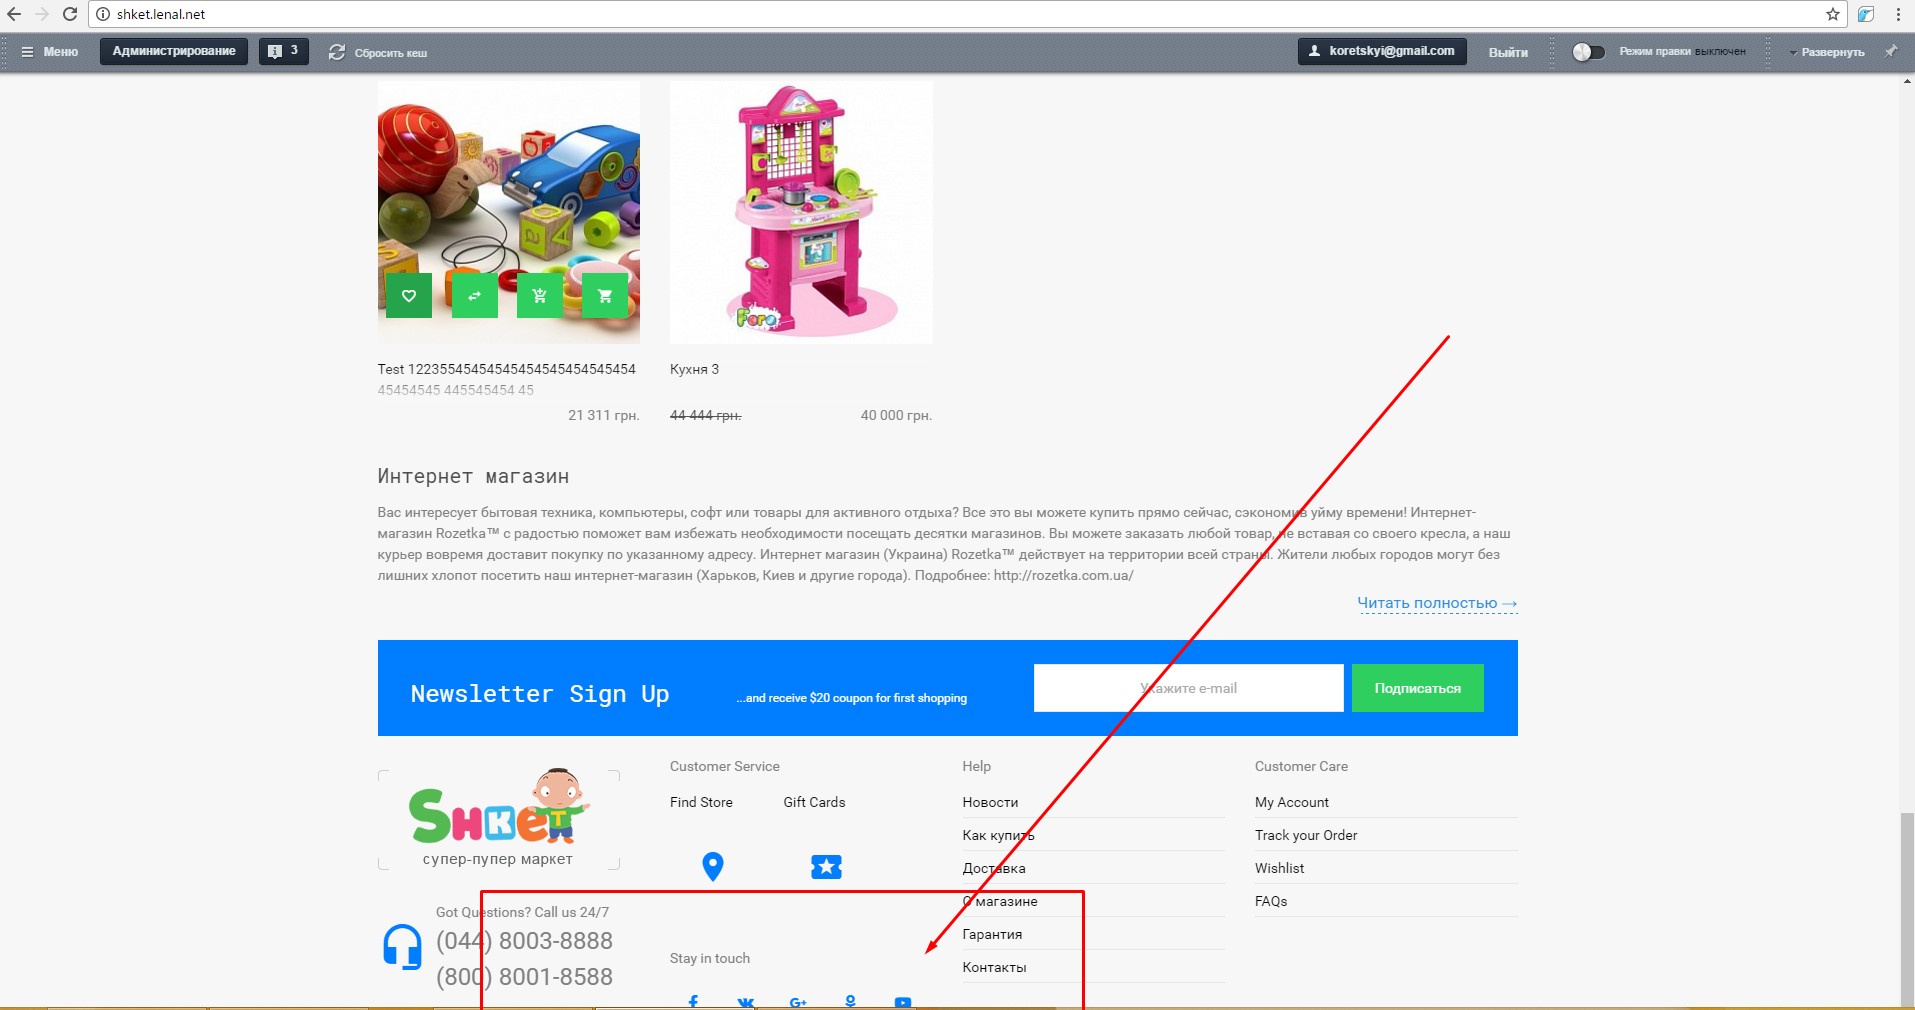 shket.lenal.net
Меню
Администрирование
3
Сбросить кеш
koretskyi@gmail.com
Выйти
Режим правки выключен
Развернуть
Faro
Test 1223554545454545454545454545454
45454545 445545454 45
21 311 грн.
Кухня 3
44 444 грн.
40 000 грн.
Интернет магазин
Вас интересует бытовая техника, компьютеры, софт или товары для активного отдыха? Все это вы можете купить прямо сейчас, сэкономив уйму времени! Интернет-
магазин Rozetka™ с радостью поможет вам избежать необходимости посещать десятки магазинов. Вы можете заказать любой товар, не вставая со своего кресла, а наш
курьер вовремя доставит покупку по указанному адресу. Интернет магазин (Украина) Rozetka™ действует на территории всей страны. Жители любых городов могут без
лишних хлопот посетить наш интернет-магазин (Харьков, Киев и другие города). Подробнее: http://rozetka.com.ua/
Читать полностью →
Newsletter Sign Up
...and receive $20 coupon for first shopping
Укажите e-mail
Подписаться
SHKET
супер-пупер маркет
Got Questions? Call us 24/7
(044) 8003-8888
(800) 8001-8588
Customer Service
Find Store
Gift Cards
Stay in touch
Help
Новости
Как купить
Доставка
О магазине
Гарантия
Контакты
Customer Care
My Account
Track your Order
Wishlist
FAQs